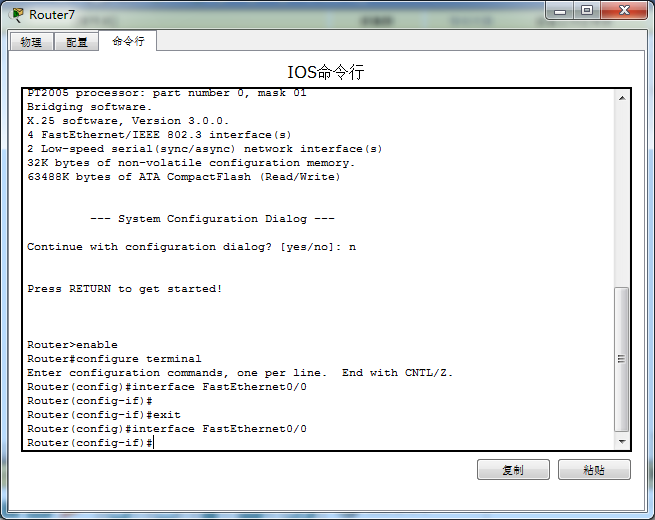 Router7
物理 配置 命令行
IOS命令行
PT2005 processor: part number 0, mask 01
Bridging software.
X.25 software, Version 3.0.0.
4 FastEthernet/IEEE 802.3 interface(s)
2 Low-speed serial(sync/async) network interface(s)
32K bytes of non-volatile configuration memory.
63488K bytes of ATA CompactFlash (Read/Write)
--- System Configuration Dialog ---
Continue with configuration dialog? [yes/no]: n
Press RETURN to get started!
Router>enable
Router#configure terminal
Enter configuration commands, one per line.  End with CNTL/Z.
Router(config)#interface FastEthernet0/0
Router(config-if)#
Router(config-if)#exit
Router(config)#interface FastEthernet0/0
Router(config-if)#
复制 粘贴